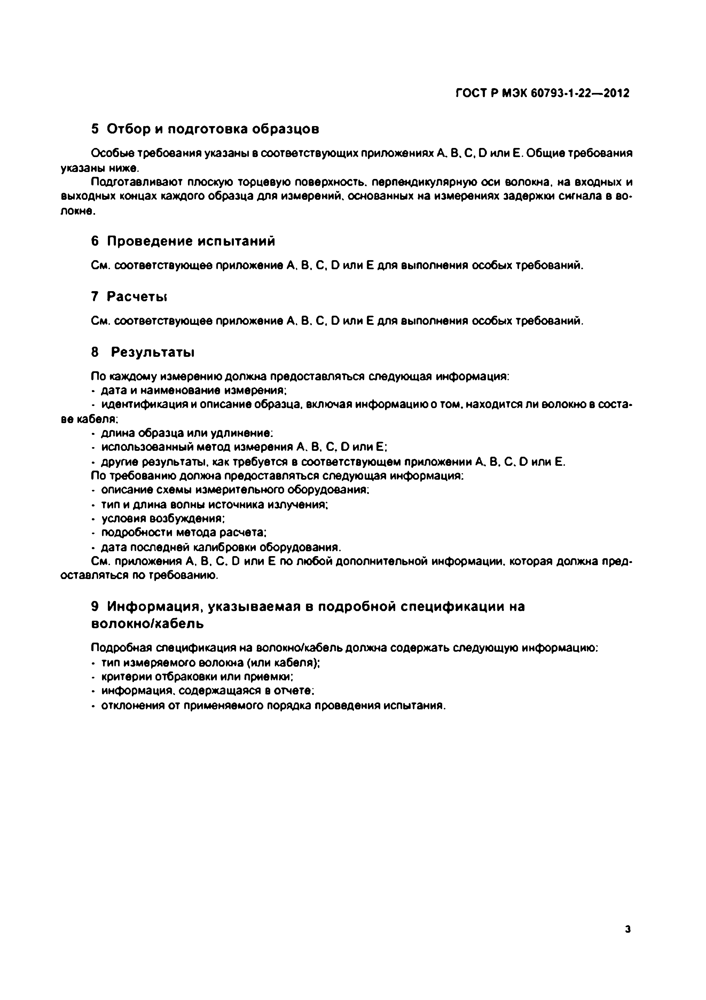 ГОСТ Р МЭК 60793-1-22—2012
5 Отбор и подготовка образцов
Особые требования указаны в соответствующих приложениях А, В, С, D или Е. Общие требования
указаны ниже.
Подготавливают плоскую торцевую поверхность, перпендикулярную оси волокна, на входных и
выходных концах каждого образца для измерений, основанных на измерениях задержки сигнала в во-
локне.
6 Проведение испытаний
См. соответствующее приложение А, В, С, D или Е для выполнения особых требований.
7 Расчеты
См. соответствующее приложение А, В, С, D или Е для выполнения особых требований.
8 Результаты
По каждому измерению должна предоставляться следующая информация:
- дата и наименование измерения;
- идентификация и описание образца, включая информацию о том, находится ли волокно в соста-
ве кабеля;
- длина образца или удлинение;
- использованный метод измерения А, В, С, D или Е;
- другие результаты, как требуется в соответствующем приложении А, В, С, D или Е.
По требованию должна предоставляться следующая информация:
- описание схемы измерительного оборудования;
- тип и длина волны источника излучения;
- условия возбуждения;
- подробности метода расчета;
- дата последней калибровки оборудования.
См. приложения А, В, С, D или Е по любой дополнительной информации, которая должна пред-
оставляться по требованию.
9 Информация, указываемая в подробной спецификации на
волокно/кабель
Подробная спецификация на волокно/кабель должна содержать следующую информацию:
- тип измеряемого волокна (или кабеля);
- критерии отбраковки или приемки;
- информация, содержащаяся в отчете;
- отклонения от применяемого порядка проведения испытания.
3